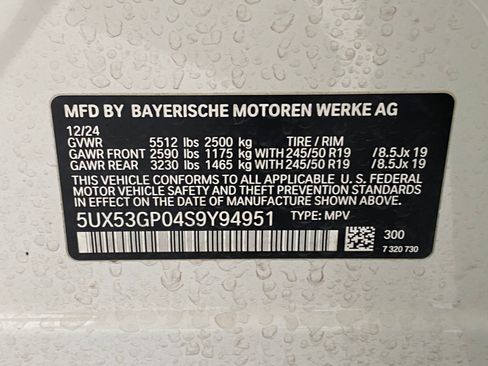 MFD BY BAYERISCHE MOTOREN WERKE AG
12/24
GVWR 5512 lbs 2500 kg TIRE / RIM
GAWR FRONT 2590 lbs 1175 kg WITH 245/50 R19 /8.5Jx 19
GAWR REAR 3230 lbs 1465 kg WITH 245/50 R19 /8.5Jx 19
THIS VEHICLE CONFORMS TO ALL APPLICABLE U. S. FEDERAL
MOTOR VEHICLE SAFETY AND THEFT PREVENTION STANDARDS
IN EFFECT ON THE DATE OF MANUFACTURE SHOWN ABOVE.
5UX53GP04S9Y94951 TYPE: MPV
300
7 320 730